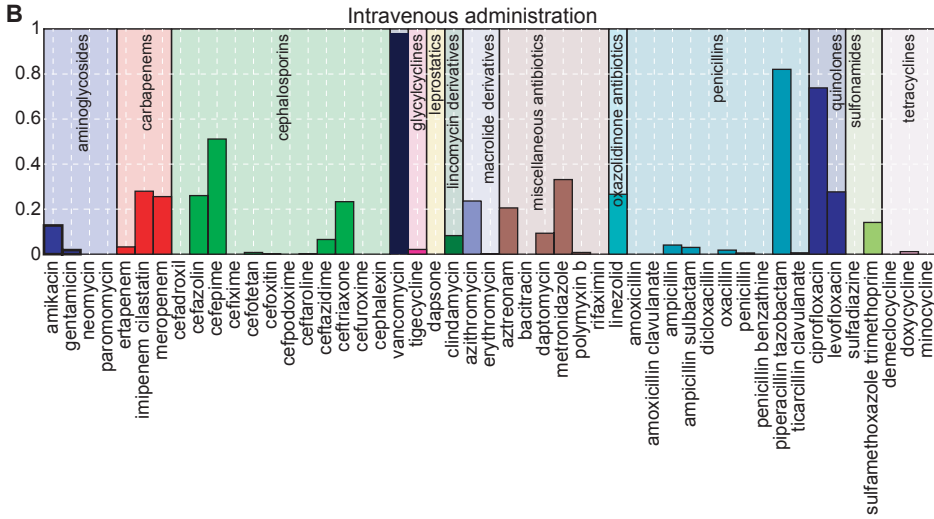 B
Intravenous administration
1
0.8
0.6
0.4
0.2
0
aminoglycosides
carbapenems
cephalosporins
glycylcyclines
leprostatics
lincomycin derivatives
macrolide derivatives
miscellaneous antibiotics
oxazolidinone antibiotics
penicillins
quinolones
sulfonamides
tetracyclines
amikacin
gentamicin
neomycin
paromomycin
ertapenem
imipenem cilastatin
meropenem
cefadroxil
cefazolin
cefepime
cefixime
cefotetan
cefoxitin
cefpodoxime
ceftaroline
ceftazidime
ceftriaxone
cefuroxime
cephalexin
vancomycin
tigecycline
dapsone
clindamycin
azithromycin
erythromycin
aztreonam
bacitracin
daptomycin
metronidazole
polymyxin b
rifaximin
linezolid
amoxicillin
amoxicillin clavulanate
ampicillin
ampicillin sulbactam
dicloxacillin
oxacillin
penicillin
penicillin benzathine
piperacillin tazobactam
ticarcillin clavulanate
ciprofloxacin
levofloxacin
sulfadiazine
sulfamethoxazole trimethoprim
demeclocycline
doxycycline
minocycline